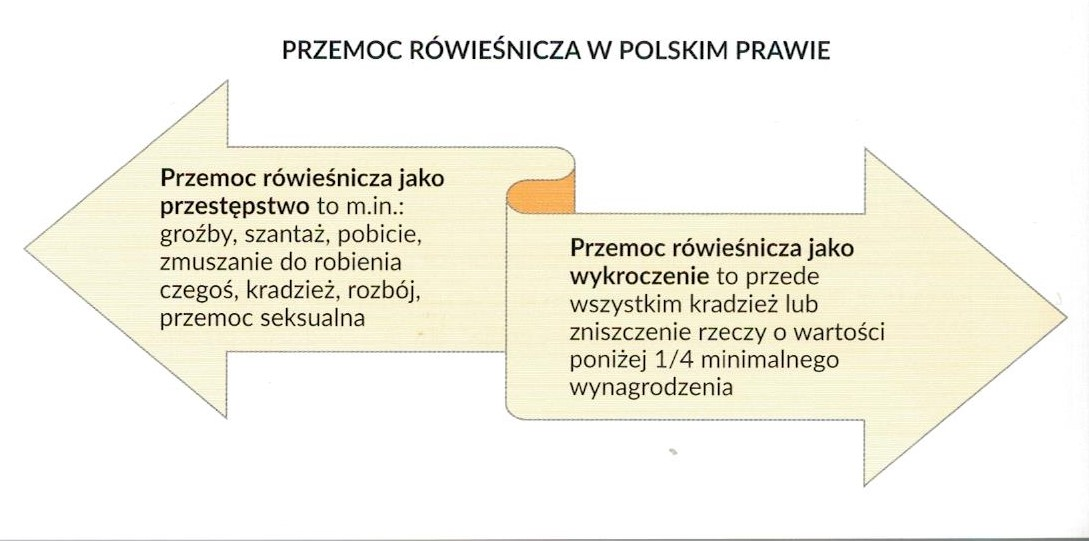 PRZEMOC RÓWIEŚNICZA W POLSKIM PRAWIE
Przemoc rówieśnicza jako
przestępstwo to m.in.:
groźby, szantaż, pobicie,
zmuszanie do robienia
czegoś, kradzież, rozbój,
przemoc seksualna
Przemoc rówieśnicza jako
wykroczenie to przede
wszystkim kradzież lub
zniszczenie rzeczy o wartości
poniżej 1/4 minimalnego
wynagrodzenia